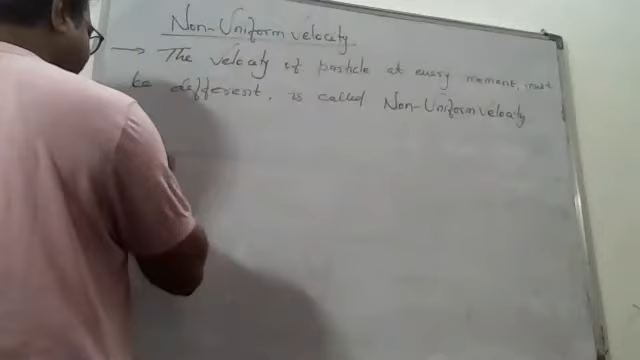 Non-Uniform velocity
→ The velocity of particle at every moment must
be different, is called Non-Uniform velocity